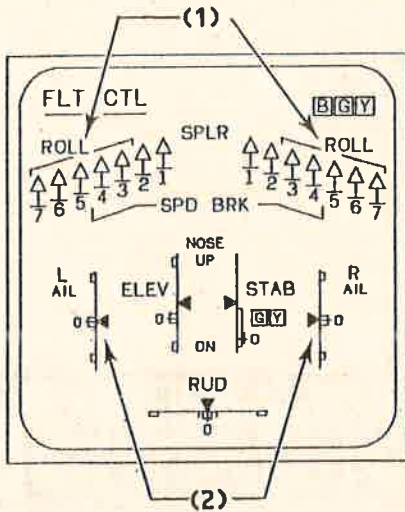 (1)
FLT CTL
BGY
ROLL SPLR ROLL
7 6 5 4 3 2 1 1 2 3 4 5 6 7
SPD BRK
NOSE
UP
L
AIL
ELEV
STAB
R
AIL
GY
0 0 0 0
DN
RUD
0
(2)